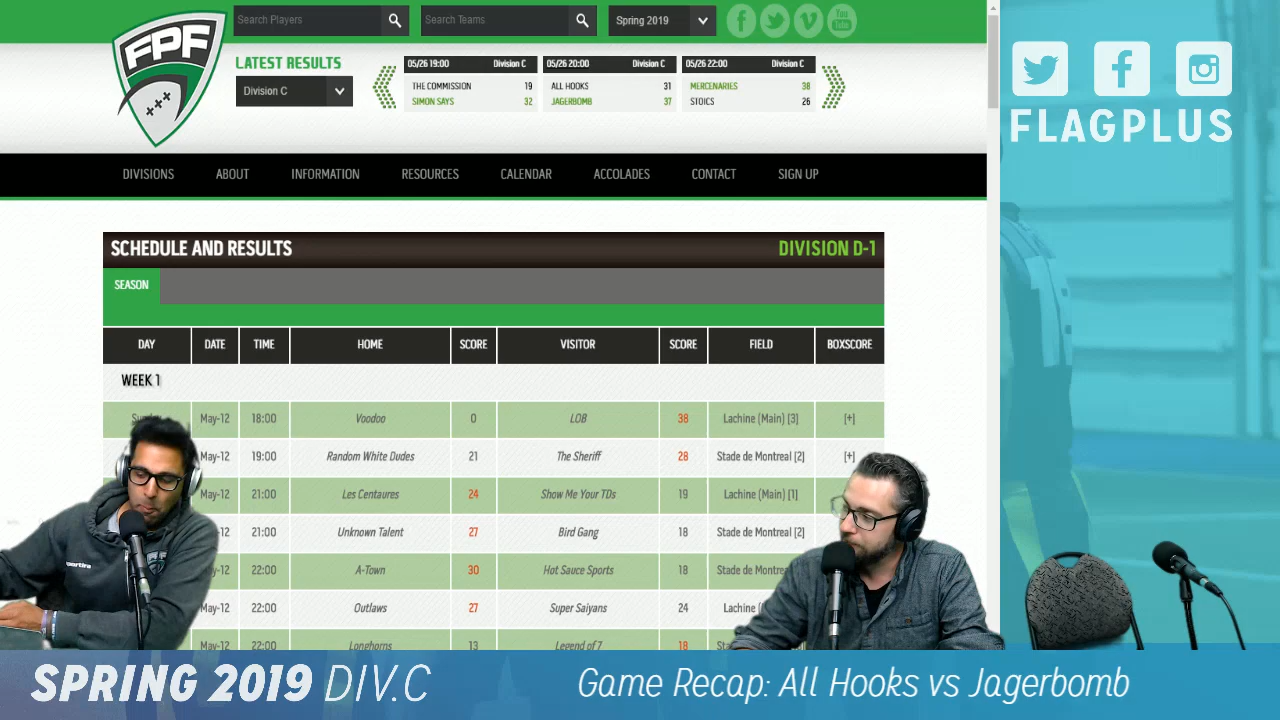 FPF
Search Players
Search Teams
Spring 2019
You Tube
LATEST RESULTS
Division C
05/26 19:00 Division C
THE COMMISSION 19
SIMON SAYS 32
05/26 20:00 Division C
ALL HOOKS 31
JAGERBOMB 37
05/26 22:00 Division C
MERCENARIES 38
STOICS 26
FLAGPLUS
DIVISIONS ABOUT INFORMATION RESOURCES CALENDAR ACCOLADES CONTACT SIGN UP
SCHEDULE AND RESULTS DIVISION D-1
SEASON
DAY DATE TIME HOME SCORE VISITOR SCORE FIELD BOXSCORE
WEEK 1
May-12 18:00 Voodoo 0 LOB 38 Lachine (Main) [3] [+]
May-12 19:00 Random White Dudes 21 The Sheriff 28 Stade de Montreal [2] [+]
21:00 Les Centaures 24 Show Me Your TDs 19 Lachine (Main) [1]
21:00 Unknown Talent 27 Bird Gang 18 Stade de Montreal [2]
22:00 A-Town 30 Hot Sauce Sports 18 Stade de
22:00 Outlaws 27 Super Saiyans 24 Lachine
22:00 Longhorns 13 Legend of 7 18
SPRING 2019 DIV.C
Game Recap: All Hooks vs Jagerbomb